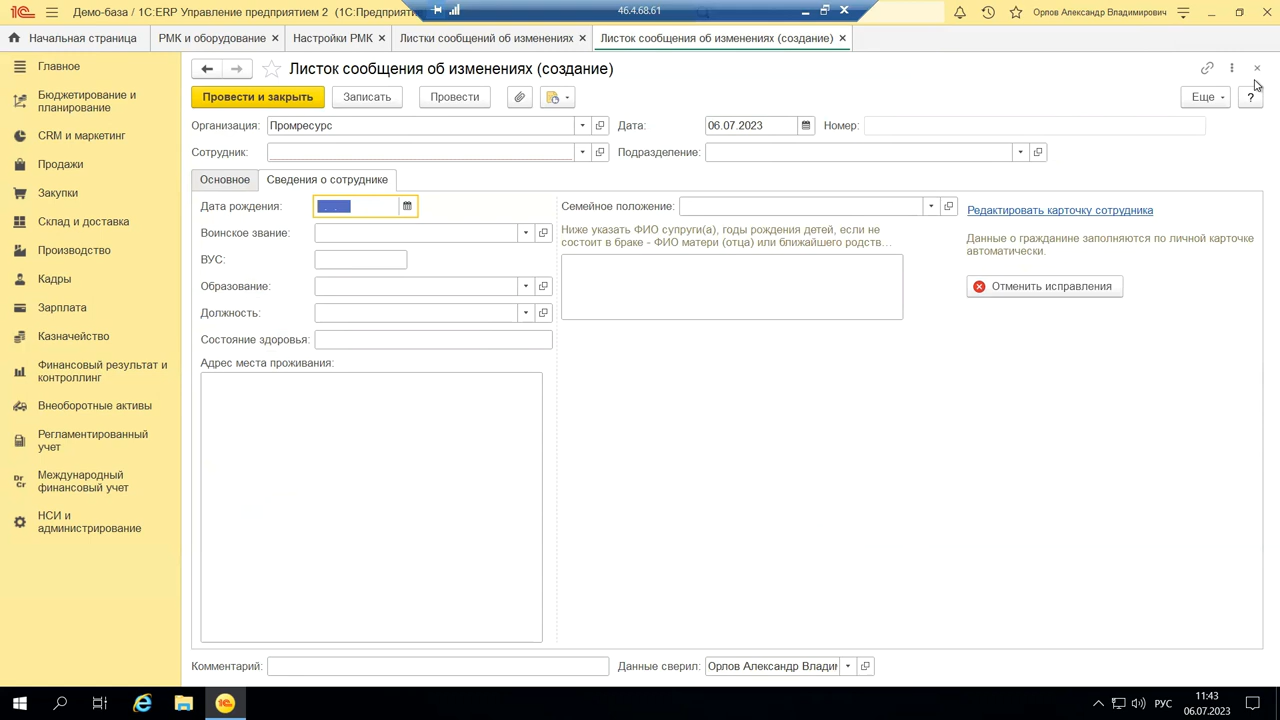 Демо-база / 1С:ERP Управление предприятием 2 (1С:Предприяти
46.4.68.61
Орлов Александр Владимирович
Начальная страница
РМК и оборудование
Настройки РМК
Листки сообщений об изменениях
Листок сообщения об изменениях (создание)
Главное
Бюджетирование и
планирование
CRM и маркетинг
Продажи
Закупки
Склад и доставка
Производство
Кадры
Зарплата
Казначейство
Финансовый результат и
контроллинг
Внеоборотные активы
Регламентированный
учет
Dr
Cr
Международный
финансовый учет
НСИ и
администрирование
Листок сообщения об изменениях (создание)
Провести и закрыть
Записать
Провести
Еще
?
Организация: Промресурс
Дата: 06.07.2023
Номер:
Сотрудник:
Подразделение:
Основное
Сведения о сотруднике
Дата рождения: . .
Воинское звание:
ВУС:
Образование:
Должность:
Состояние здоровья:
Адрес места проживания:
Семейное положение:
Ниже указать ФИО супруги(а), годы рождения детей, если не
состоит в браке - ФИО матери (отца) или ближайшего родств...
Редактировать карточку сотрудника
Данные о гражданине заполняются по личной карточке
автоматически.
Отменить исправления
Комментарий:
Данные сверил: Орлов Александр Владим
РУС
11:43
06.07.2023